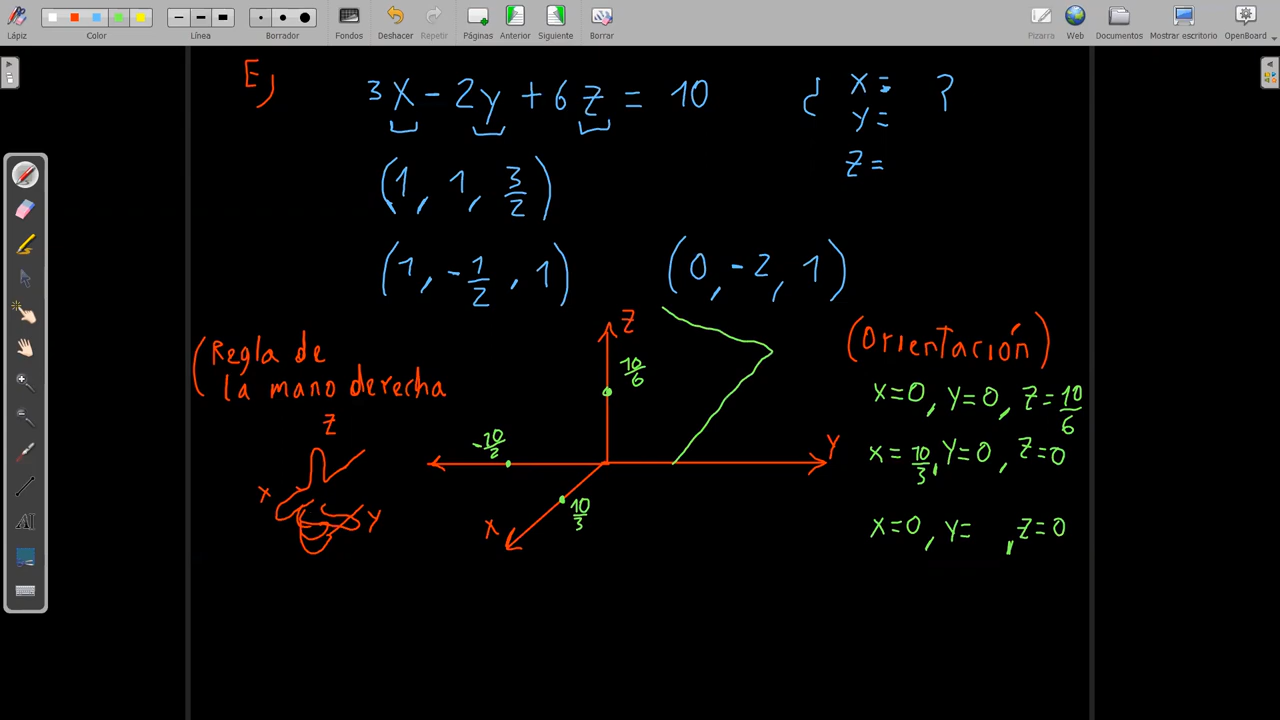 Lápiz Color Línea Borrador Fondos Deshacer Repetir Páginas Anterior Siguiente Borrar Pizarra Web Documentos Mostrar escritorio OpenBoard
E) 3x - 2y + 6z = 10 ¿ x= ?
y=
z=
(1, 1, 3/2)
(1, -1/2, 1) (0, -2, 1)
(Regla de
la mano derecha
z
x
y
z
10/6
-10/2
y
10/3
x
(Orientación)
x=0, y=0, z=10/6
x=10/3, y=0, z=0
x=0, y= , z=0